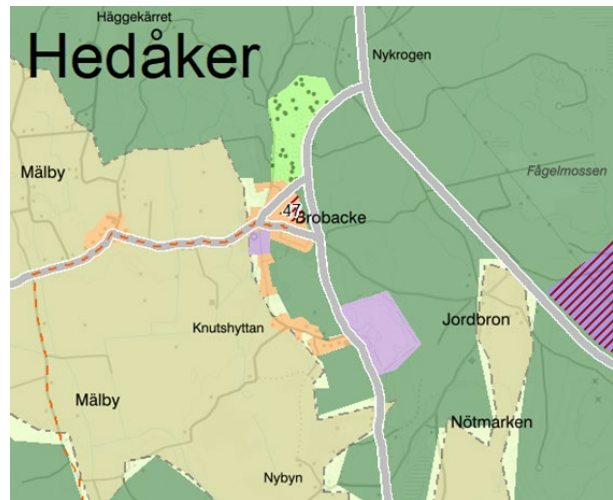 Häggekärret
Hedåker
Nykrogen
Mälby
Fågelmossen
.47
Brobacke
Knutshyttan
Jordbron
Mälby
Nötmarken
Nybyn